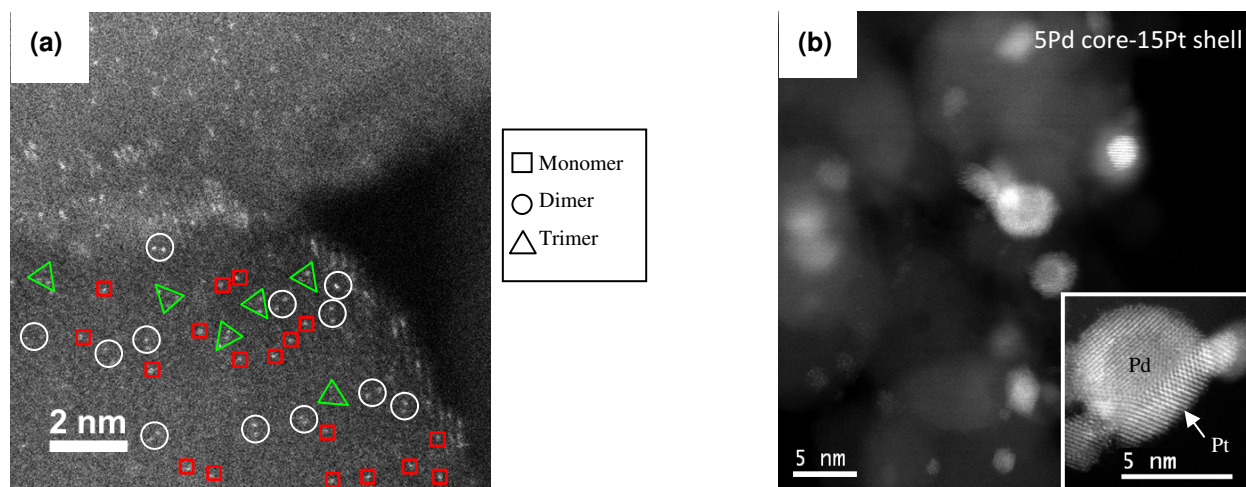 (a)
2 nm
Monomer
Dimer
Trimer
(b)
5Pd core-15Pt shell
5 nm
Pd
Pt
5 nm